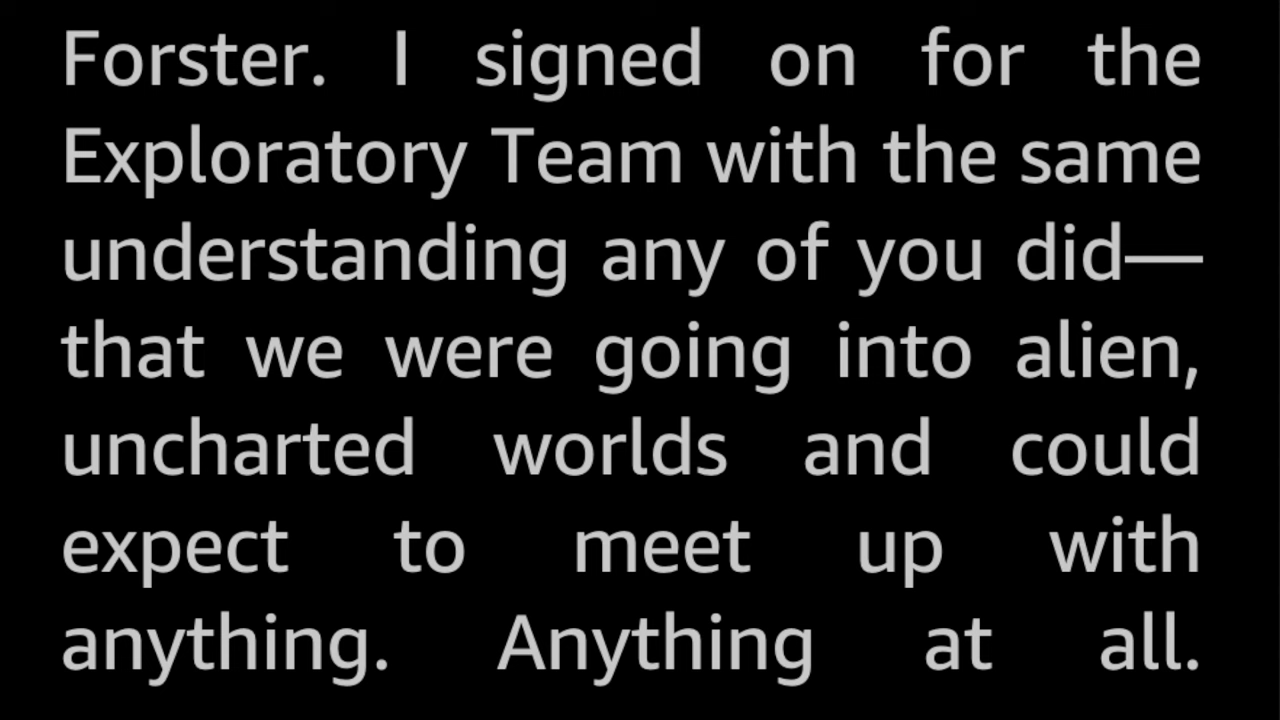 Forster. I signed on for the
Exploratory Team with the same
understanding any of you did—
that we were going into alien,
uncharted worlds and could
expect to meet up with
anything. Anything at all.